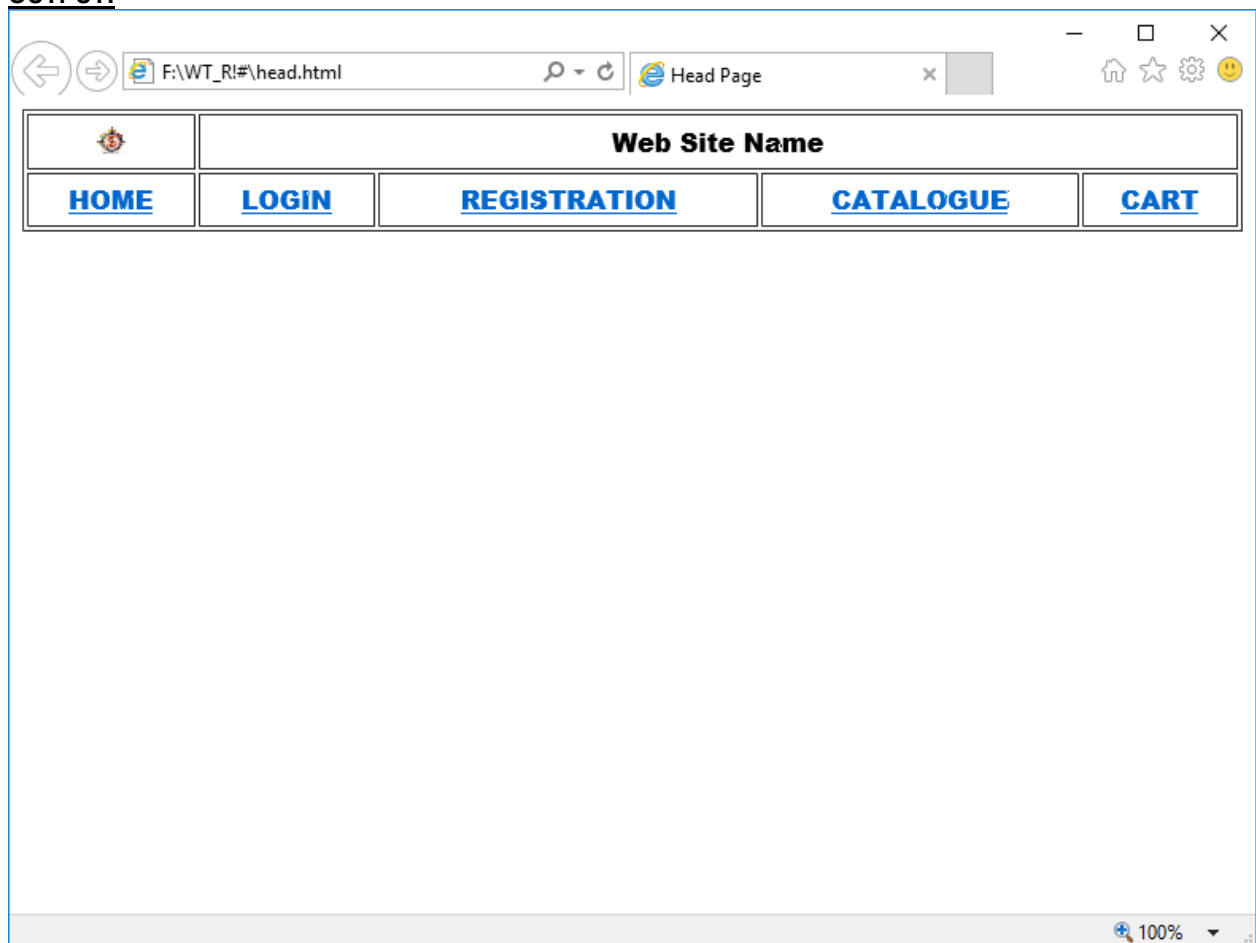 F:\WT_R!#\head.html
Head Page
Web Site Name
HOME LOGIN REGISTRATION CATALOGUE CART
100%